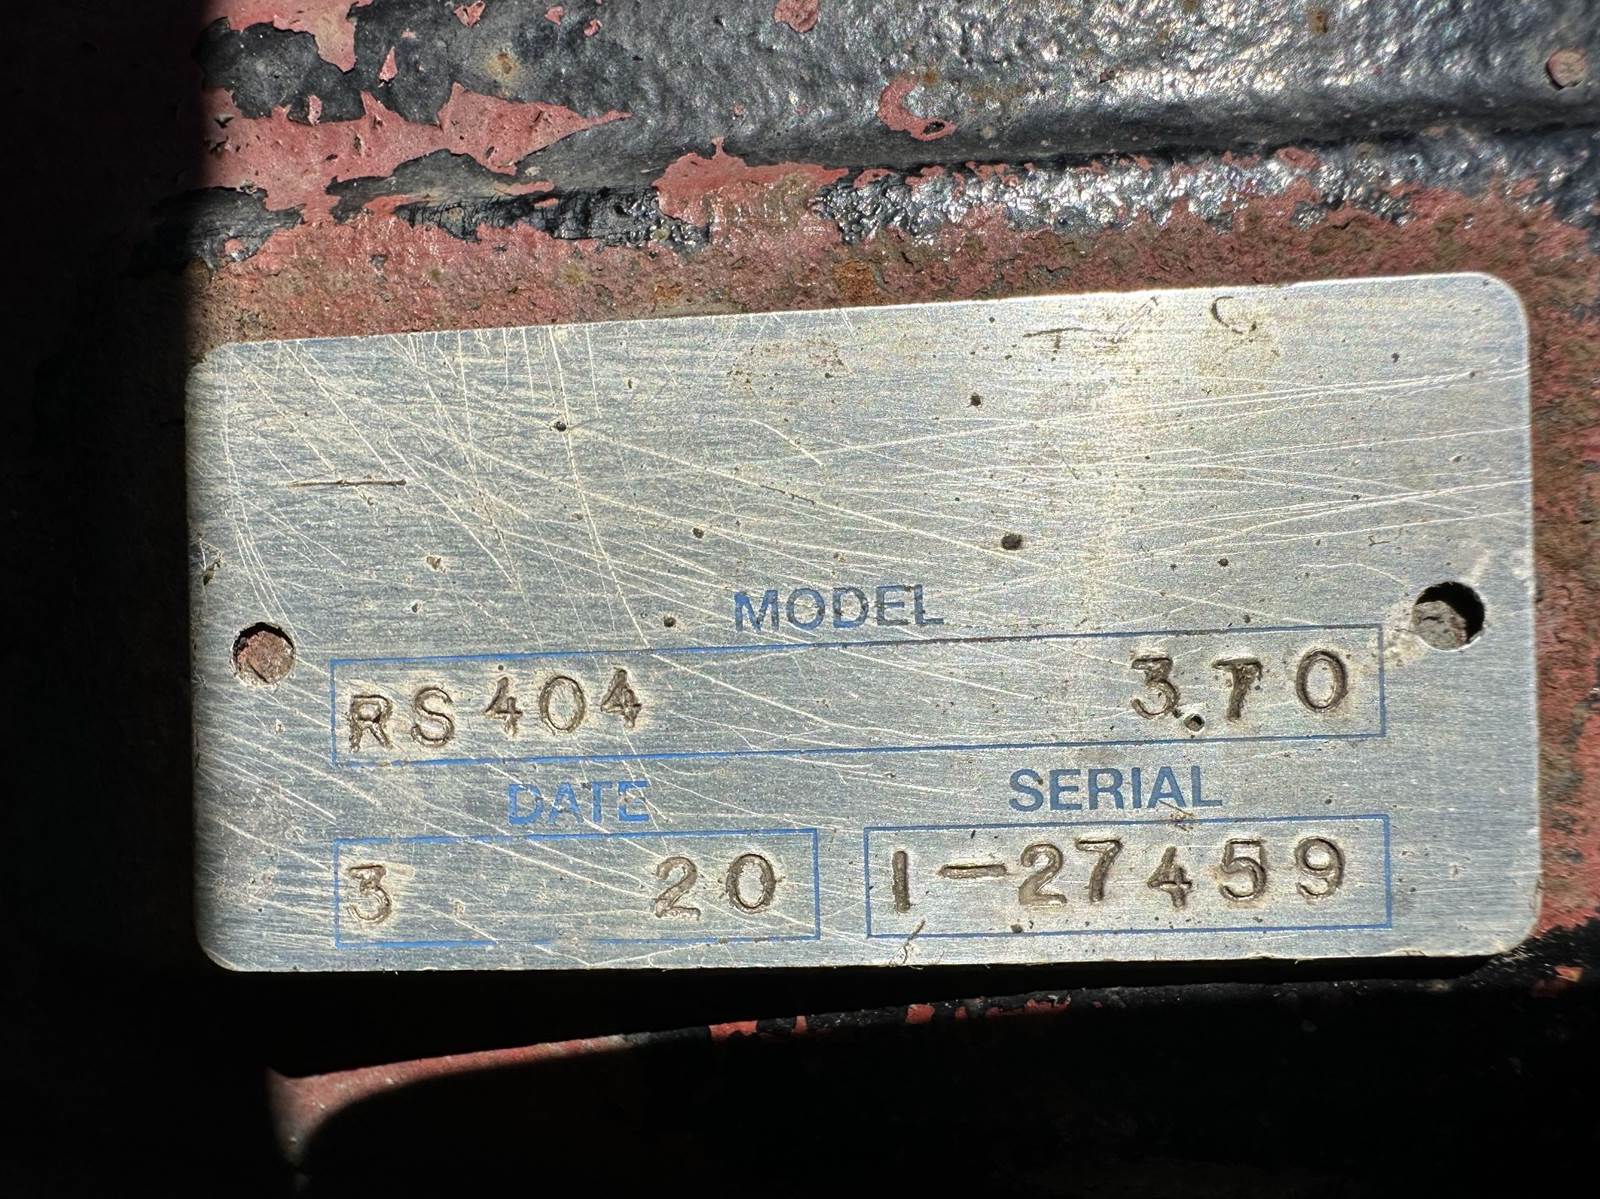 MODEL
RS404 3.70
DATE SERIAL
3 20 1-27459